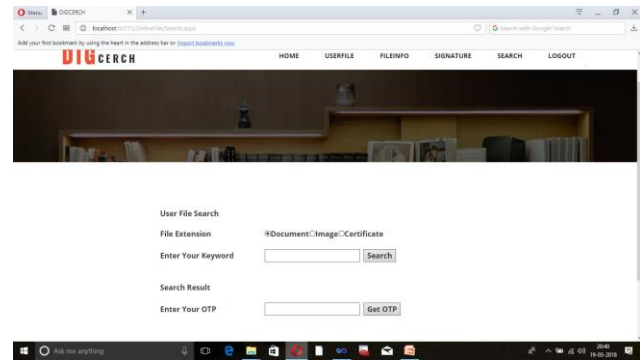 Menu DIGCERCH
localhost:50515/OnlineFile/Search.aspx Search with Google Search
Add your first bookmark by using the heart in the address bar or import bookmarks now
DIGCERCH HOME USERFILE FILEINFO SIGNATURE SEARCH LOGOUT
User File Search
File Extension Document Image Certificate
Enter Your Keyword Search
Search Result
Enter Your OTP Get OTP
Ask me anything 20:40
19-03-2018